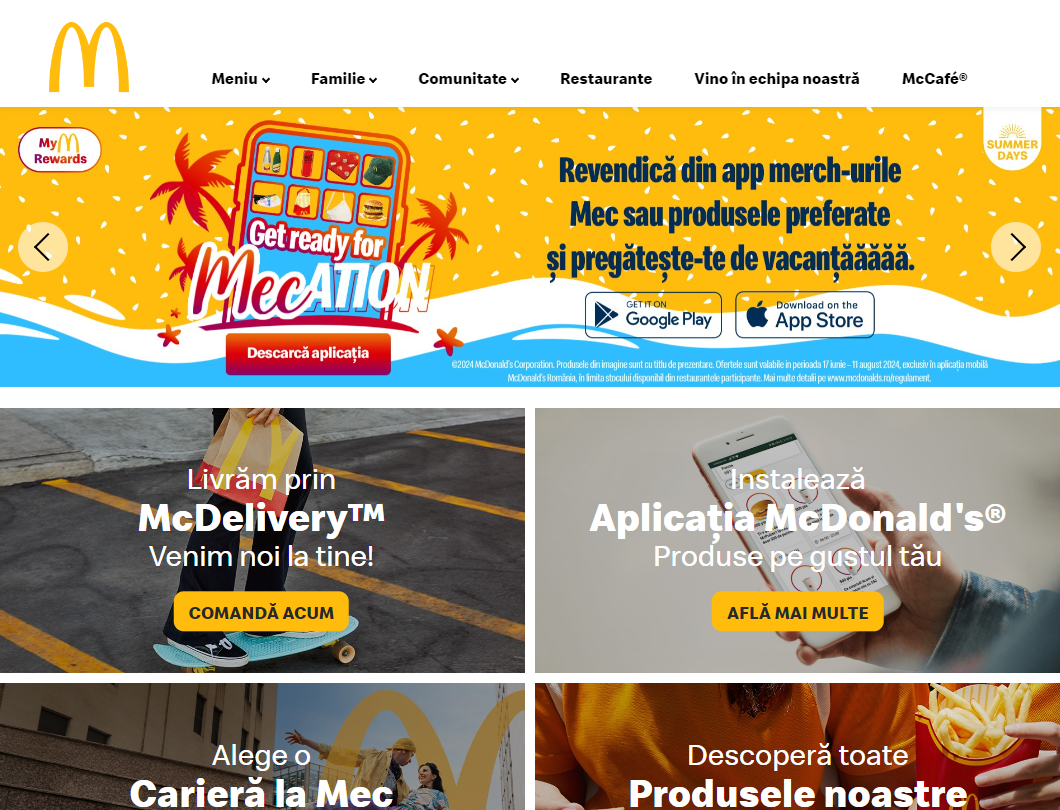 Meniu
Familie
Comunitate
Restaurante
Vino în echipa noastră
McCafé®
My
Rewards
SUMMER
DAYS
Get ready for
MecATION
Descarcă aplicația
Revendică din app merch-urile
Mec sau produsele preferate
și pregătește-te de vacanțăăăăă.
GET IT ON
Google Play
Download on the
App Store
©2024 McDonald's Corporation. Produsele din imagine sunt cu titlu de prezentare. Ofertele sunt valabile in perioada 17 iunie – 11 august 2024, exclusiv în aplicația mobilă
McDonald's România, în limita stocului disponibil din restaurantele participante. Mai multe detalii pe www.mcdonalds.ro/regulament.
Livrăm prin
McDelivery™
Venim noi la tine!
COMANDĂ ACUM
Instalează
Aplicația McDonald's®
Produse pe gustul tău
AFLĂ MAI MULTE
Alege o
Carieră la Mec
Descoperă toate
Produsele noastre